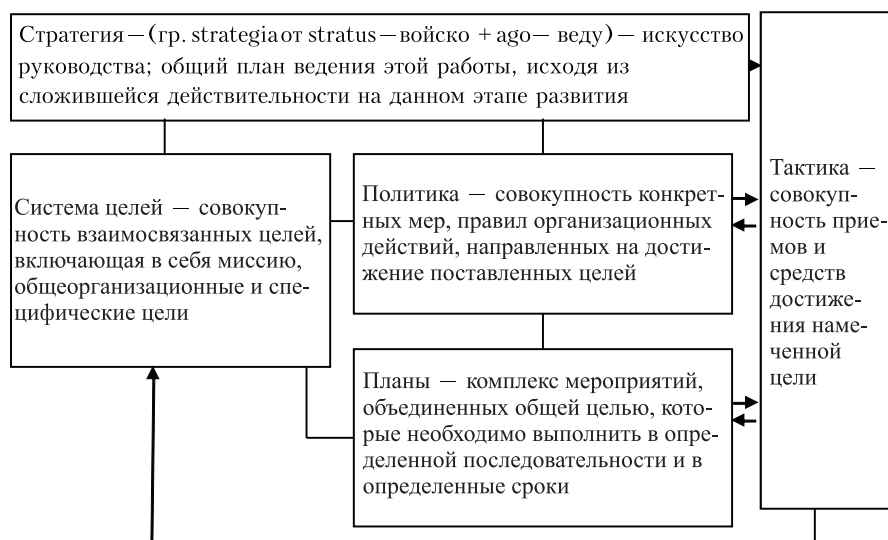 Стратегия — (гр. strategia от stratus — войско + ago — веду) — искусство
руководства; общий план ведения этой работы, исходя из
сложившейся действительности на данном этапе развития
Система целей — совокуп-
ность взаимосвязанных целей,
включающая в себя миссию,
общеорганизационные и спе-
цифические цели
Политика — совокупность конкрет-
ных мер, правил организационных
действий, направленных на дости-
жение поставленных целей
Планы — комплекс мероприятий,
объединенных общей целью, кото-
рые необходимо выполнить в опре-
деленной последовательности и в
определенные сроки
Тактика —
совокуп-
ность прие-
мов и
средств
достиже-
ния наме-
ченной
цели